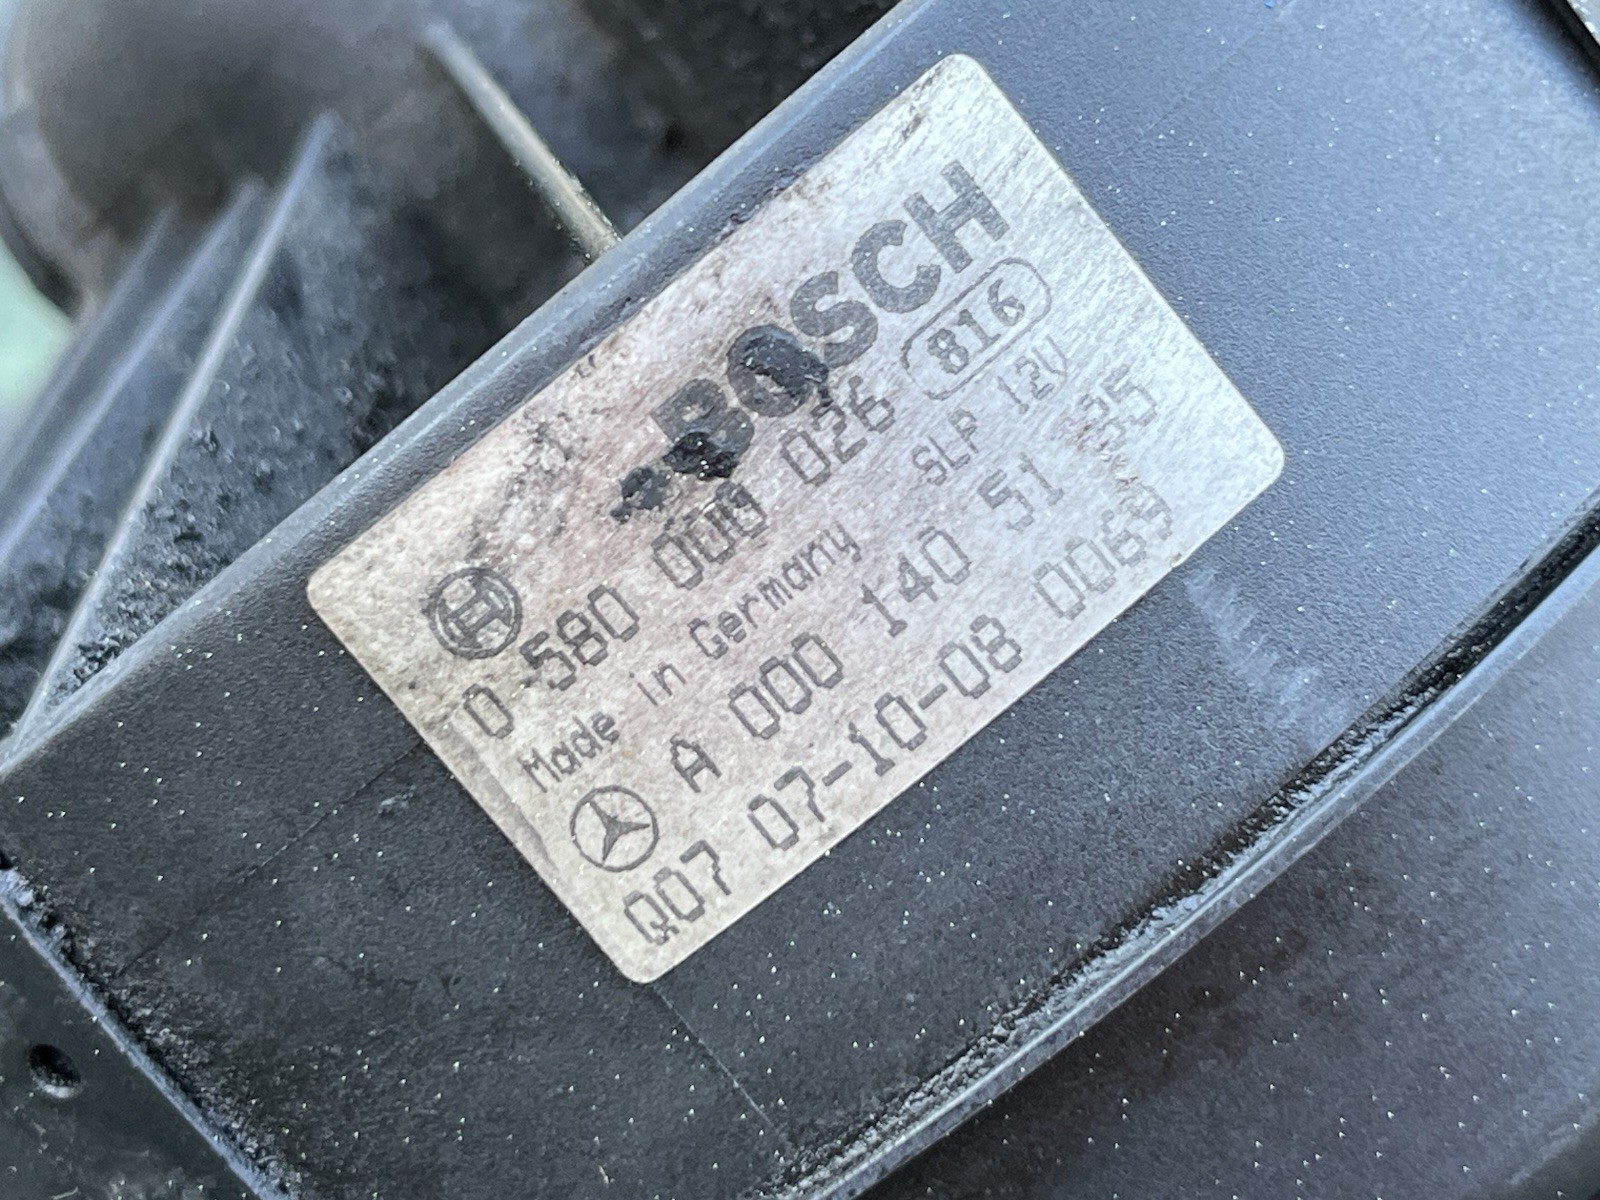 BOSCH
0 580 000 026 816
Made in Germany SLP 12V
A 000 140 51 35
Q07 07-10-08 0069